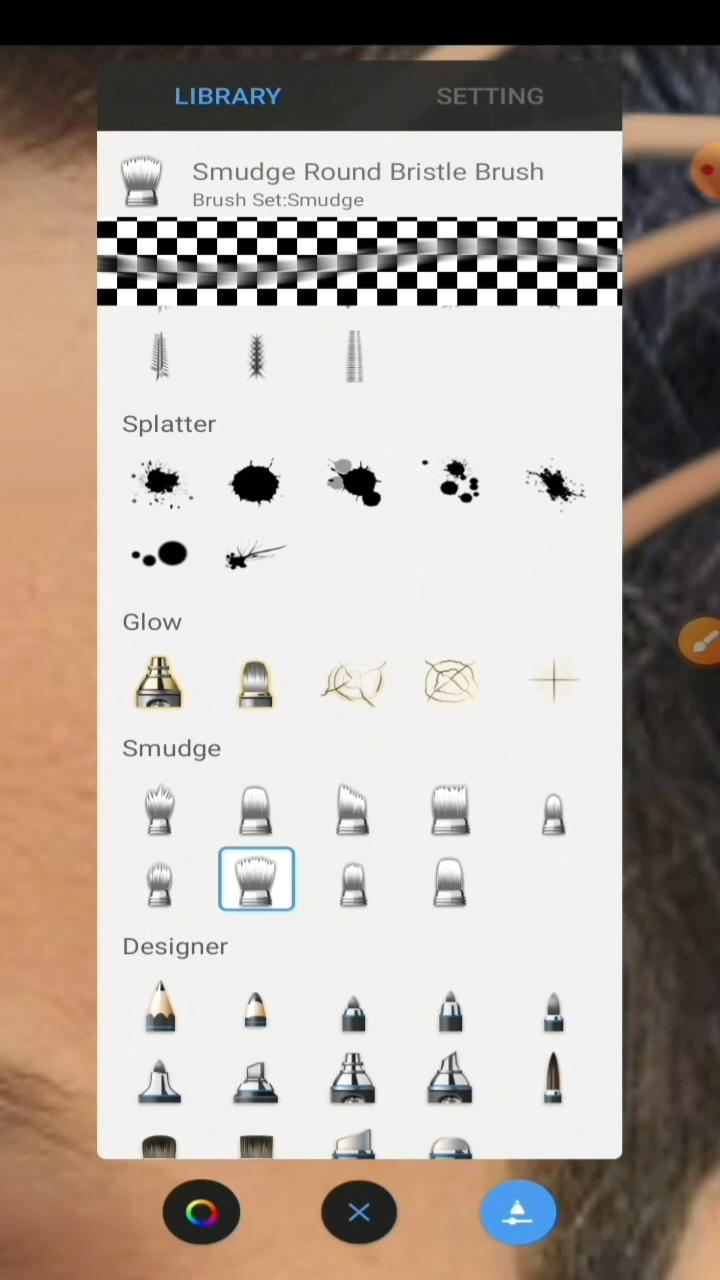 LIBRARY SETTING
Smudge Round Bristle Brush
Brush Set:Smudge
Splatter
Glow
Smudge
Designer